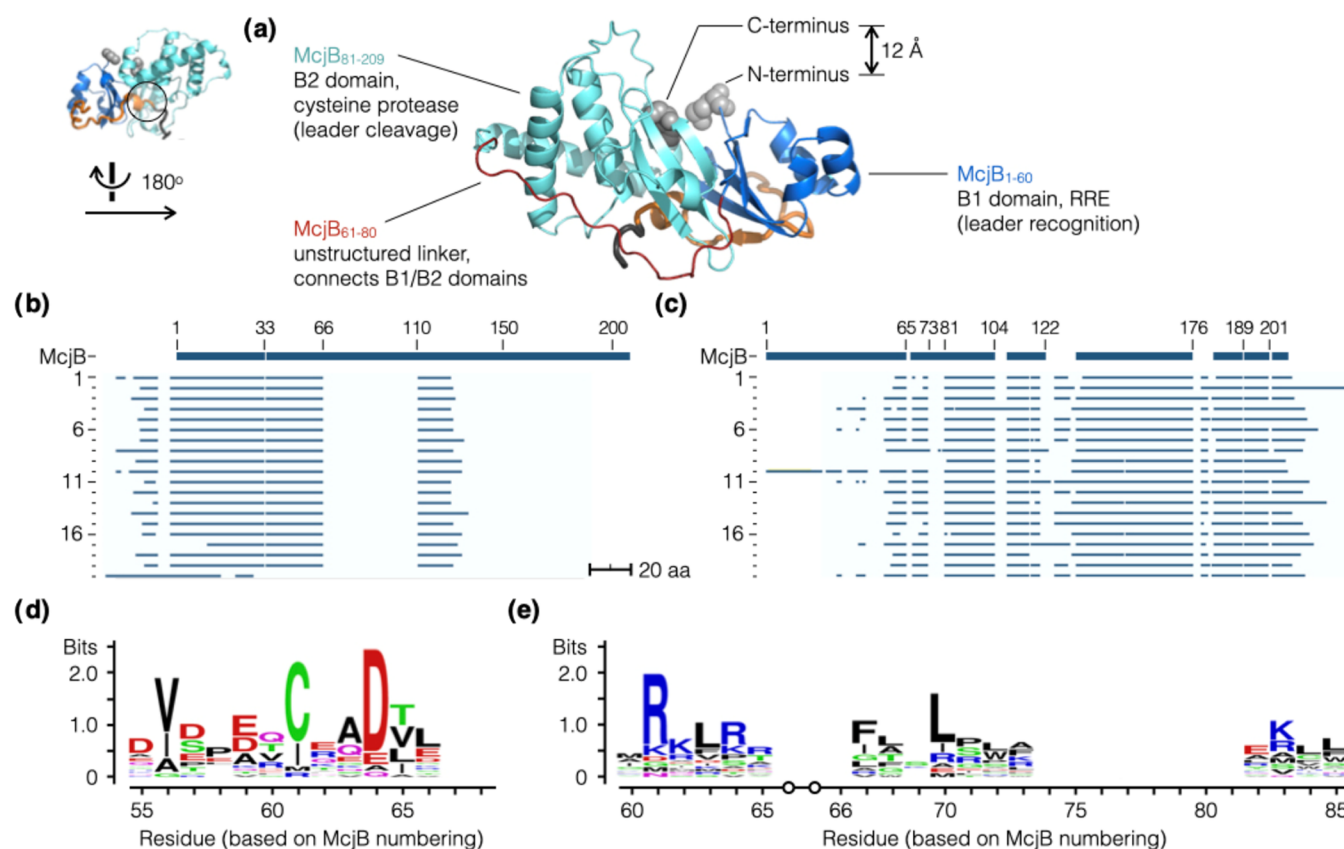 (a)
C-terminus
12 Å
N-terminus
McjB81-209
B2 domain,
cysteine protease
(leader cleavage)
180o
McjB1-60
B1 domain, RRE
(leader recognition)
McjB61-80
unstructured linker,
connects B1/B2 domains
(b)
1 33 66 110 150 200
McjB
1
6
11
16
20 aa
(c)
1 65 73 81 104 122 176 189 201
McjB
1
6
11
16
(d)
Bits
2.0
1.0
0
55 60 65
Residue (based on McjB numbering)
(e)
Bits
2.0
1.0
0
60 65 66 70 75 80 85
Residue (based on McjB numbering)